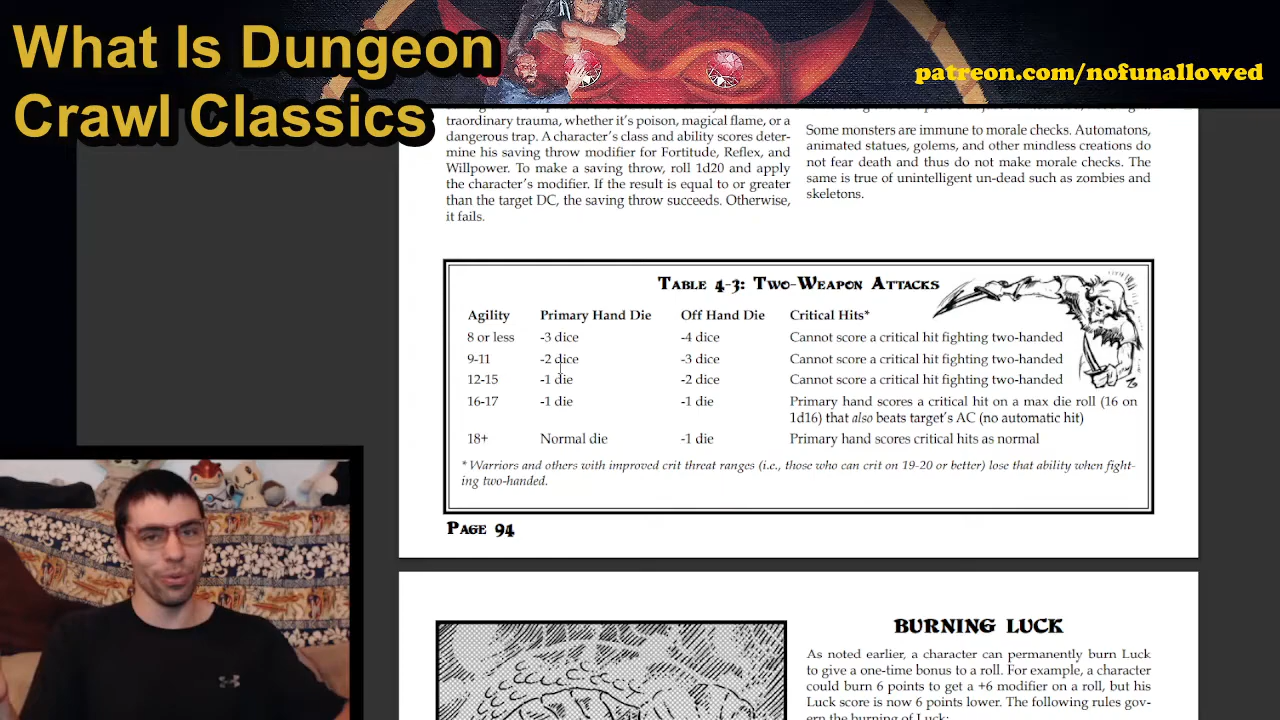 What Is Dungeon
Crawl Classics
patreon.com/nofunallowed
traordinary trauma, whether it's poison, magical flame, or a
dangerous trap. A character's class and ability scores deter-
mine his saving throw modifier for Fortitude, Reflex, and
Willpower. To make a saving throw, roll 1d20 and apply
the character's modifier. If the result is equal to or greater
than the target DC, the saving throw succeeds. Otherwise,
it fails.
Some monsters are immune to morale checks. Automatons,
animated statues, golems, and other mindless creations do
not fear death and thus do not make morale checks. The
same is true of unintelligent un-dead such as zombies and
skeletons.
Table 4-3: Two-Weapon Attacks
Agility Primary Hand Die Off Hand Die Critical Hits*
8 or less -3 dice -4 dice Cannot score a critical hit fighting two-handed
9-11 -2 dice -3 dice Cannot score a critical hit fighting two-handed
12-15 -1 die -2 dice Cannot score a critical hit fighting two-handed
16-17 -1 die -1 die Primary hand scores a critical hit on a max die roll (16 on
1d16) that also beats target's AC (no automatic hit)
18+ Normal die -1 die Primary hand scores critical hits as normal
* Warriors and others with improved crit threat ranges (i.e., those who can crit on 19-20 or better) lose that ability when fight-
ing two-handed.
Page 94
Burning Luck
As noted earlier, a character can permanently burn Luck
to give a one-time bonus to a roll. For example, a character
could burn 6 points to get a +6 modifier on a roll, but his
Luck score is now 6 points lower. The following rules gov-
ern the burning of Luck: